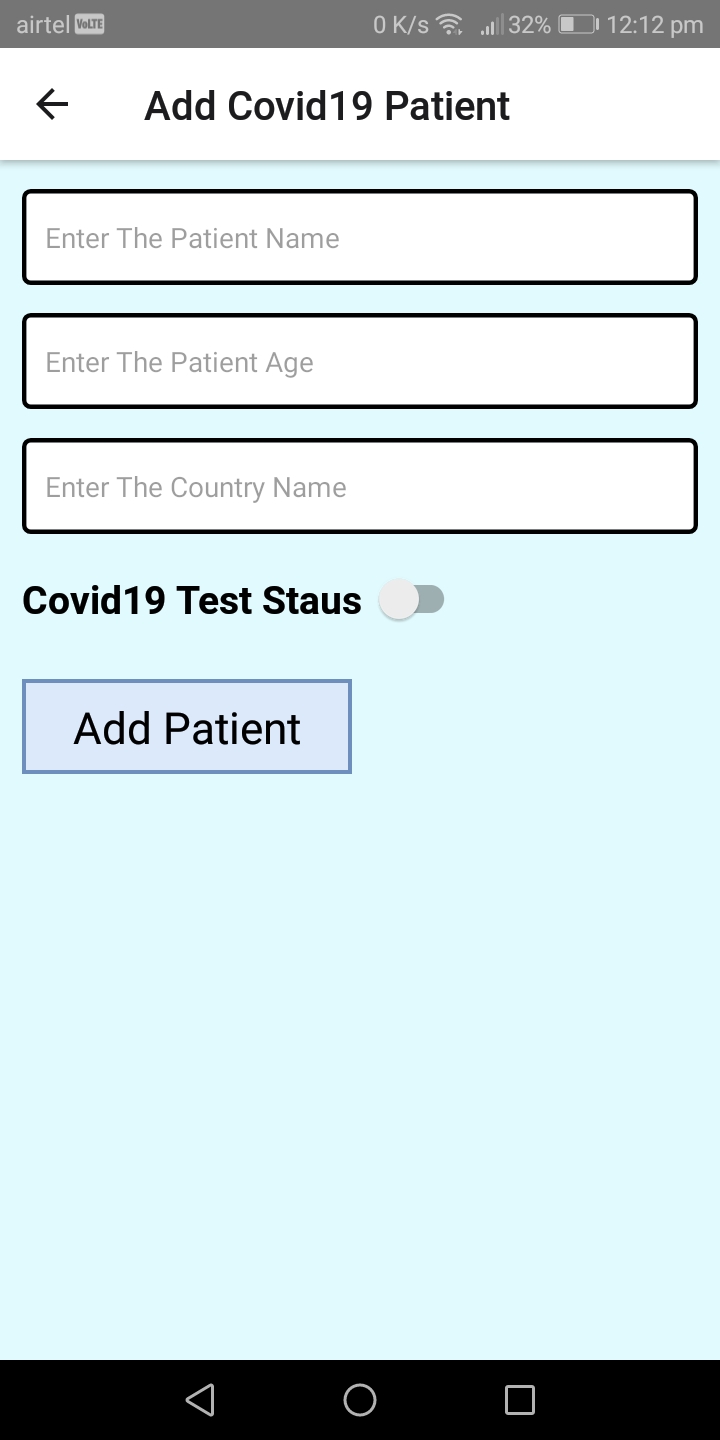 airtel VoLTE 0 K/s 32% 12:12 pm
Add Covid19 Patient
Enter The Patient Name
Enter The Patient Age
Enter The Country Name
Covid19 Test Staus
Add Patient